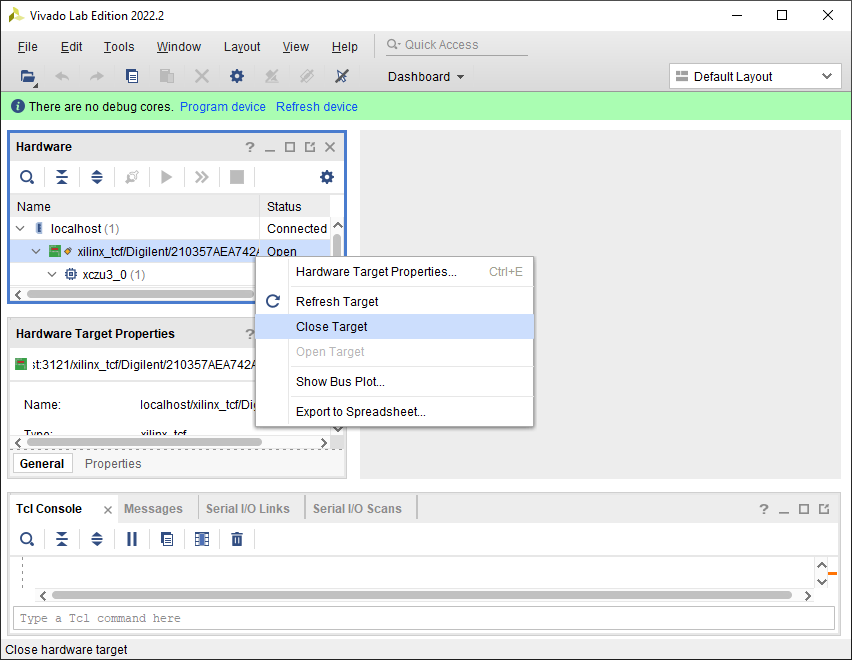 Vivado Lab Edition 2022.2
File Edit Tools Window Layout View Help Quick Access
Dashboard Default Layout
There are no debug cores. Program device Refresh device
Hardware
Name Status
localhost (1) Connected
xilinx_tcf/Digilent/210357AEA742A Open
xczu3_0 (1)
Hardware Target Properties... Ctrl+E
Refresh Target
Close Target
Open Target
Show Bus Plot...
Export to Spreadsheet...
Hardware Target Properties
st:3121/xilinx_tcf/Digilent/210357AEA742A
Name: localhost/xilinx_tcf/Di
Type: xilinx_tcf
General Properties
Tcl Console Messages Serial I/O Links Serial I/O Scans
Type a Tcl command here
Close hardware target